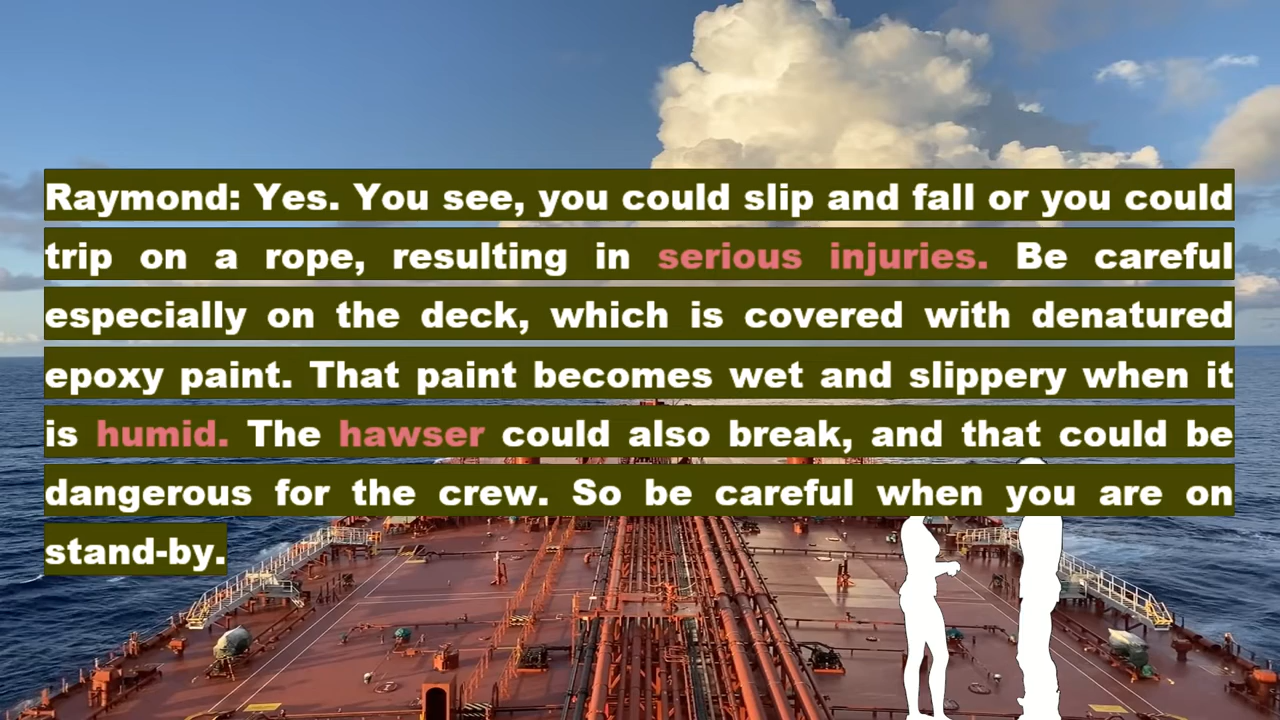 Raymond: Yes. You see, you could slip and fall or you could
trip on a rope, resulting in serious injuries. Be careful
especially on the deck, which is covered with denatured
epoxy paint. That paint becomes wet and slippery when it
is humid. The hawser could also break, and that could be
dangerous for the crew. So be careful when you are on
stand-by.